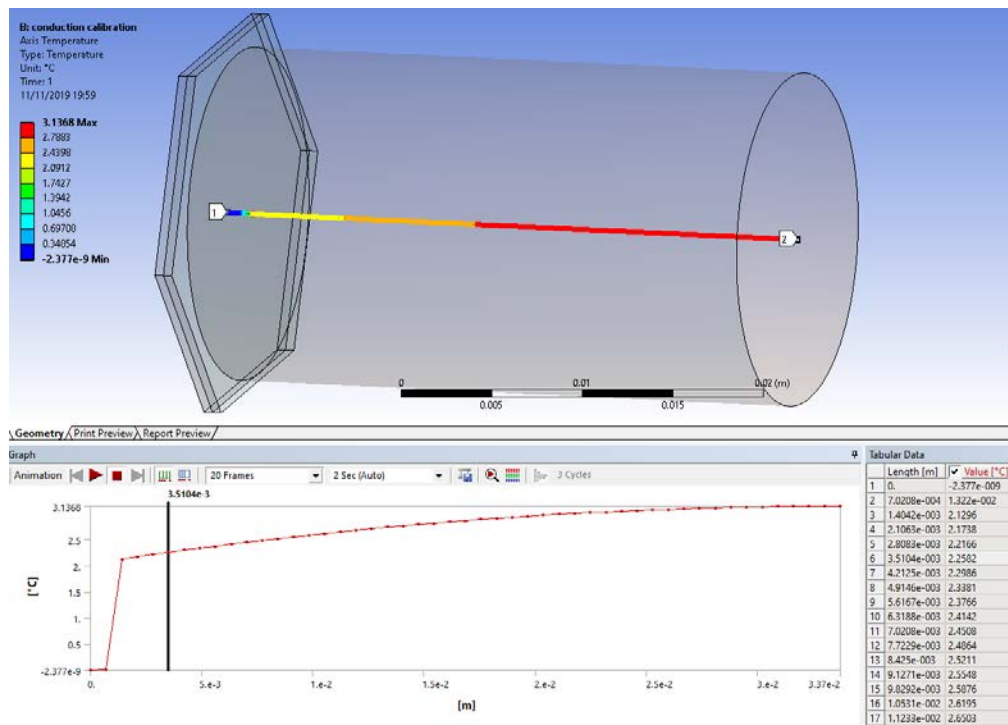 B: conduction calibration
Axis Temperature
Type: Temperature
Unit: °C
Time: 1
11/11/2019 19:59
3.1368 Max
2.7883
2.4398
2.0912
1.7427
1.3942
1.0456
0.69700
0.34054
-2.377e-9 Min
1
2
0
0.01
0.02 (m)
0.005
0.015
Geometry Print Preview Report Preview
Graph
Animation 20 Frames 2 Sec (Auto) 3 Cycles
3.5104e-3
3.1368
2.5
2.
1.5
1.
0.5
-2.377e-9
[°C]
0. 5.e-3 1.e-2 1.5e-2 2.e-2 2.5e-2 3.e-2 3.37e-2
[m]
Tabular Data
Length [m] Value [°C]
1 0. -2.377e-009
2 7.0208e-004 1.322e-002
3 1.4042e-003 2.1296
4 2.1063e-003 2.1738
5 2.8083e-003 2.2166
6 3.5104e-003 2.2582
7 4.2125e-003 2.2986
8 4.9146e-003 2.3381
9 5.6167e-003 2.3766
10 6.3188e-003 2.4142
11 7.0208e-003 2.4508
12 7.7229e-003 2.4864
13 8.425e-003 2.5211
14 9.1271e-003 2.5548
15 9.8292e-003 2.5876
16 1.0531e-002 2.6195
17 1.1233e-002 2.6503